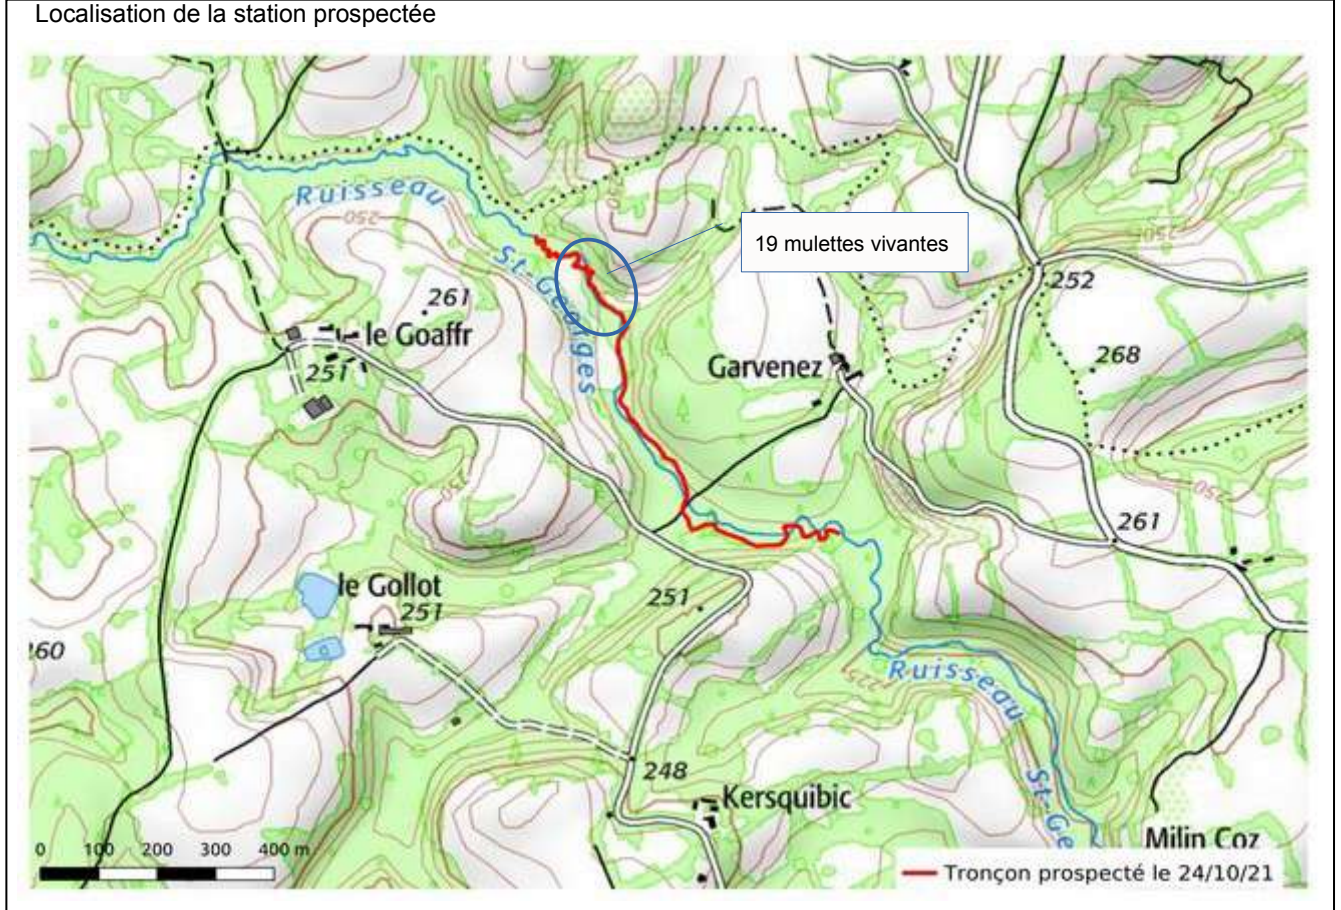 Localisation de la station prospectée
Ruisseau
250
St-Georges
19 mulettes vivantes
250
252
261
le Goaffr
251
268
Garvenez
250
250
261
le Gollot
251
251
260
225
Ruisseau
St-Ge
248
Kersquibic
Milin Coz
0 100 200 300 400 m
Tronçon prospecté le 24/10/21